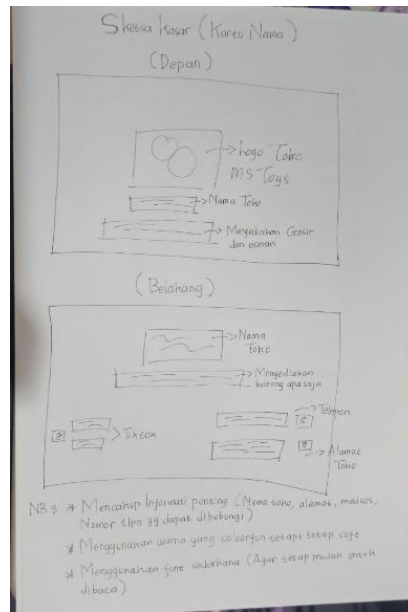 Sketsa Kasar (Kartu Nama)
(Depan)
Logo Toko
MS Toys
Nama Toko
Menyediakan Grosir
dan eceran
(Belakang)
Nama
Toko
Menyediakan
barang apa saja
Telepon
Tiktok
Alamat
Toko
NB : * Mencakup Informasi penting (Nama toko, alamat, medsos,
Nomor tlpn yg dapat dihubungi)
* Menggunakan warna yang colourfon tetapi tetap soft
* Menggunakan font sederhana (Agar tetap mudah untuk
dibaca)